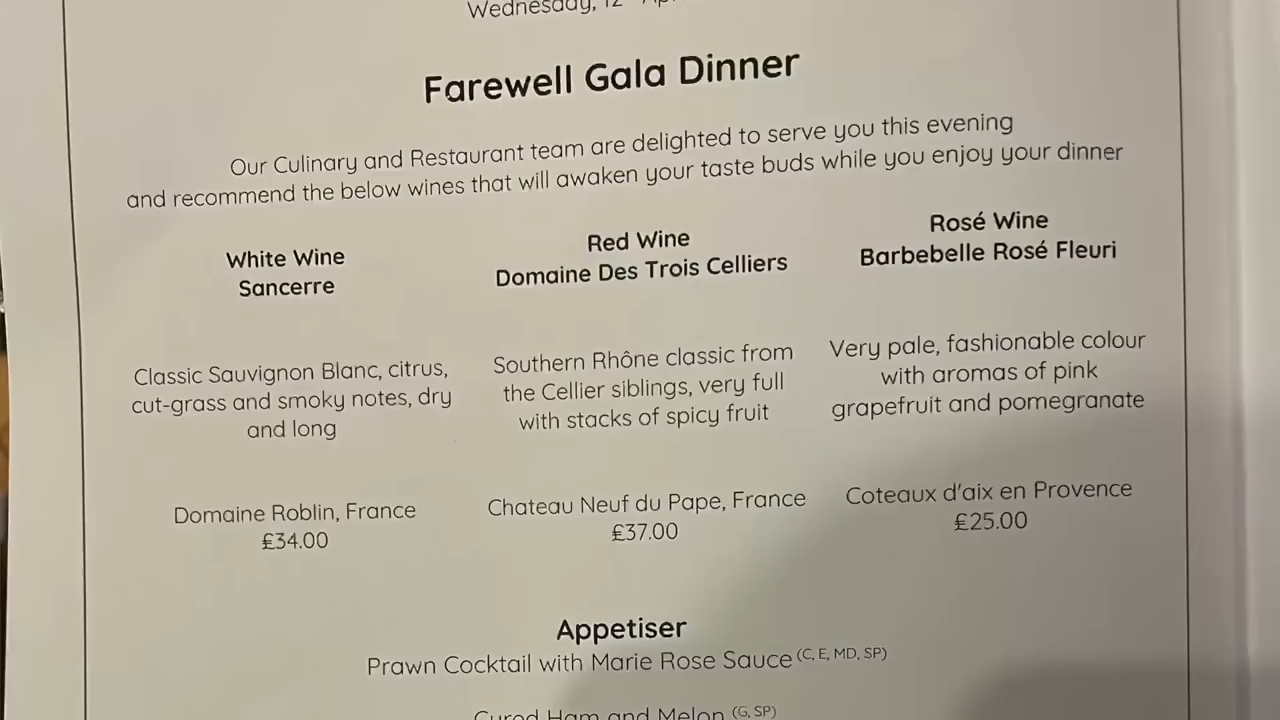 Wednesday, 12
Farewell Gala Dinner
Our Culinary and Restaurant team are delighted to serve you this evening
and recommend the below wines that will awaken your taste buds while you enjoy your dinner
White Wine
Sancerre
Classic Sauvignon Blanc, citrus,
cut-grass and smoky notes, dry
and long
Domaine Roblin, France
£34.00
Red Wine
Domaine Des Trois Celliers
Southern Rhône classic from
the Cellier siblings, very full
with stacks of spicy fruit
Chateau Neuf du Pape, France
£37.00
Rosé Wine
Barbebelle Rosé Fleuri
Very pale, fashionable colour
with aromas of pink
grapefruit and pomegranate
Coteaux d'aix en Provence
£25.00
Appetiser
Prawn Cocktail with Marie Rose Sauce (C, E, MD, SP)
Cured Ham and Melon (G, SP)